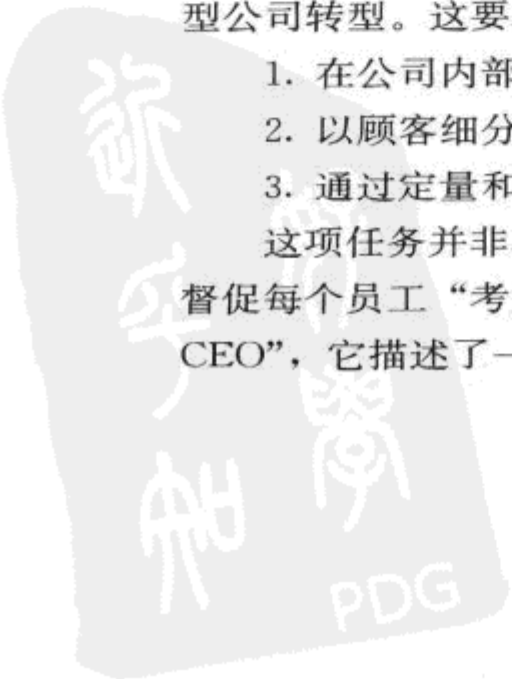 型公司转型。这要
1. 在公司内部
2. 以顾客细分
3. 通过定量和
这项任务并非
督促每个员工“考
CEO”，它描述了一
PDG